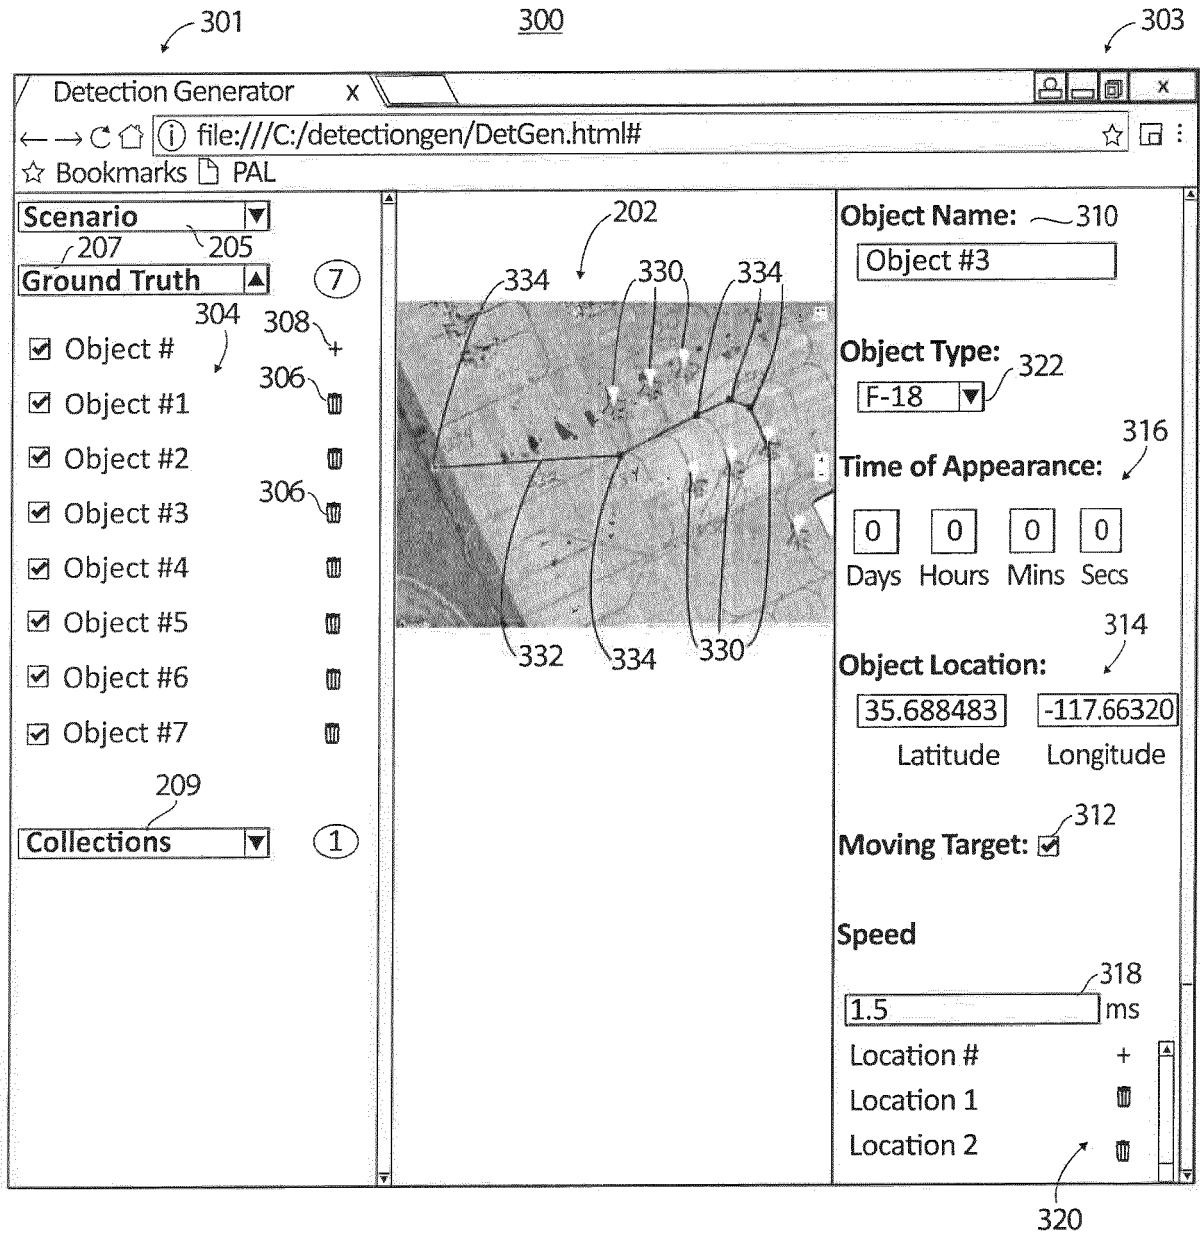 301
300
303
Detection Generator x
x
file:///C:/detectiongen/DetGen.html#
Bookmarks PAL
Scenario
205
207
Ground Truth 7
304
308
Object # +
306
Object #1
Object #2
306
Object #3
Object #4
Object #5
Object #6
Object #7
209
Collections 1
202
334 330 334
332 334 330
Object Name: 310
Object #3
Object Type:
322
F-18
316
Time of Appearance:
0 0 0 0
Days Hours Mins Secs
314
Object Location:
35.688483 -117.66320
Latitude Longitude
312
Moving Target:
Speed
318
1.5 ms
Location # +
Location 1
Location 2
320